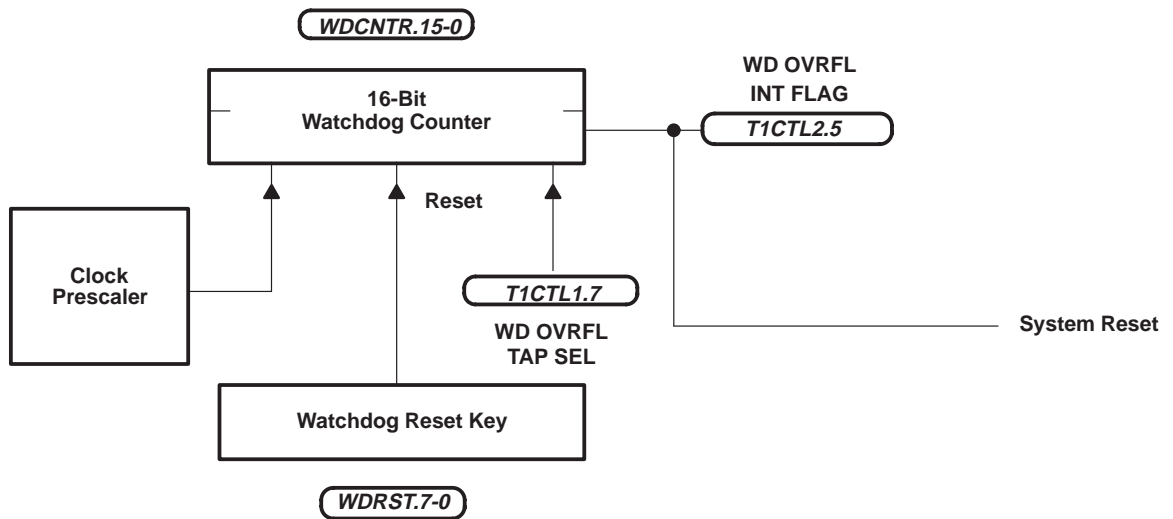 WDCNTR.15-0
16-Bit
Watchdog Counter
WD OVRFL
INT FLAG
T1CTL2.5
Reset
Clock
Prescaler
T1CTL1.7
WD OVRFL
TAP SEL
System Reset
Watchdog Reset Key
WDRST.7-0